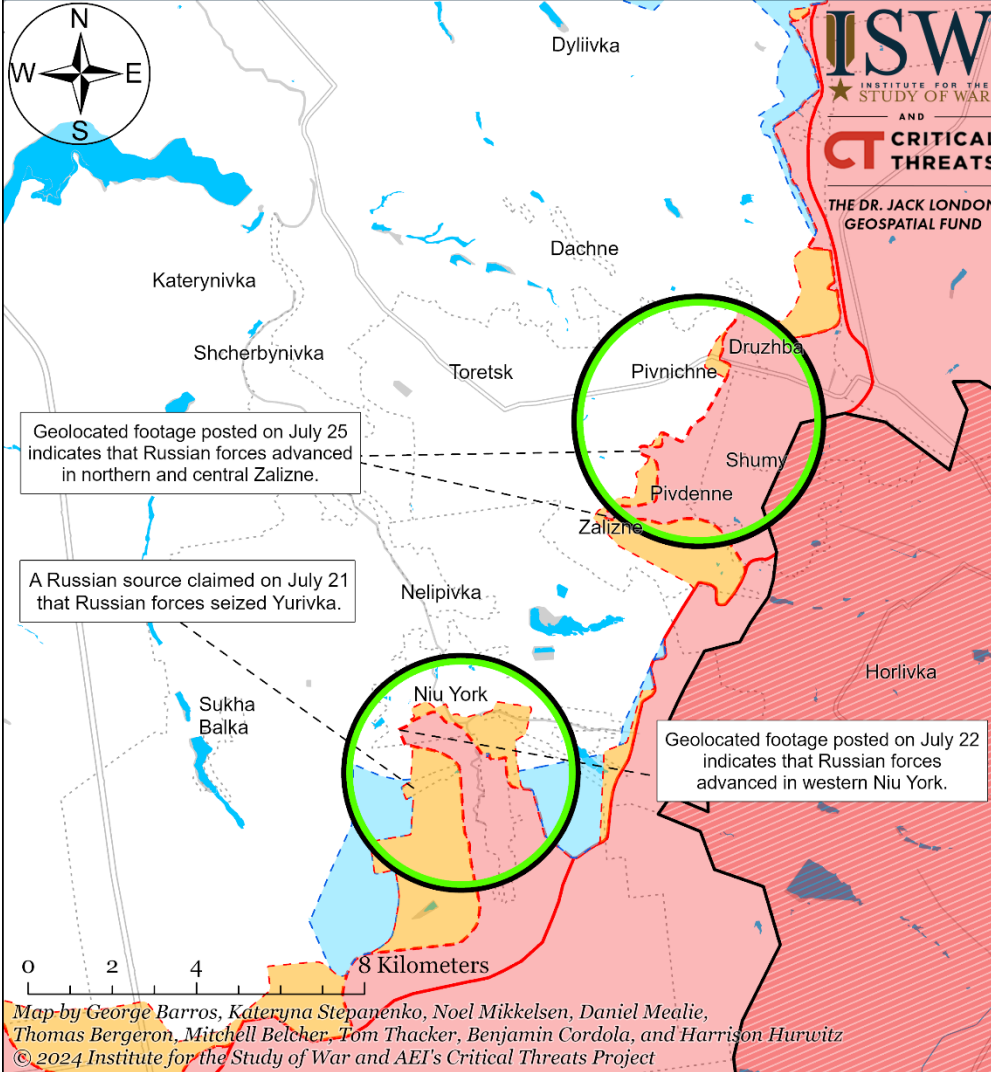 N
W E
S
Dyliivka
ISW
INSTITUTE FOR THE
STUDY OF WAR
AND
CT CRITICAL
THREATS
THE DR. JACK LONDON
GEOSPATIAL FUND
Dachne
Katerynivka
Shcherbynivka
Druzhba
Toretsk
Pivnichne
Geolocated footage posted on July 25
indicates that Russian forces advanced
in northern and central Zalizne.
Shumy
Pivdenne
Zalizne
A Russian source claimed on July 21
that Russian forces seized Yurivka.
Nelipivka
Horlivka
Niu York
Sukha
Balka
Geolocated footage posted on July 22
indicates that Russian forces
advanced in western Niu York.
0 2 4 8 Kilometers
Map by George Barros, Kateryna Stepanenko, Noel Mikkelsen, Daniel Mealie,
Thomas Bergeron, Mitchell Belcher, Tom Thacker, Benjamin Cordola, and Harrison Hurwitz
© 2024 Institute for the Study of War and AEI's Critical Threats Project